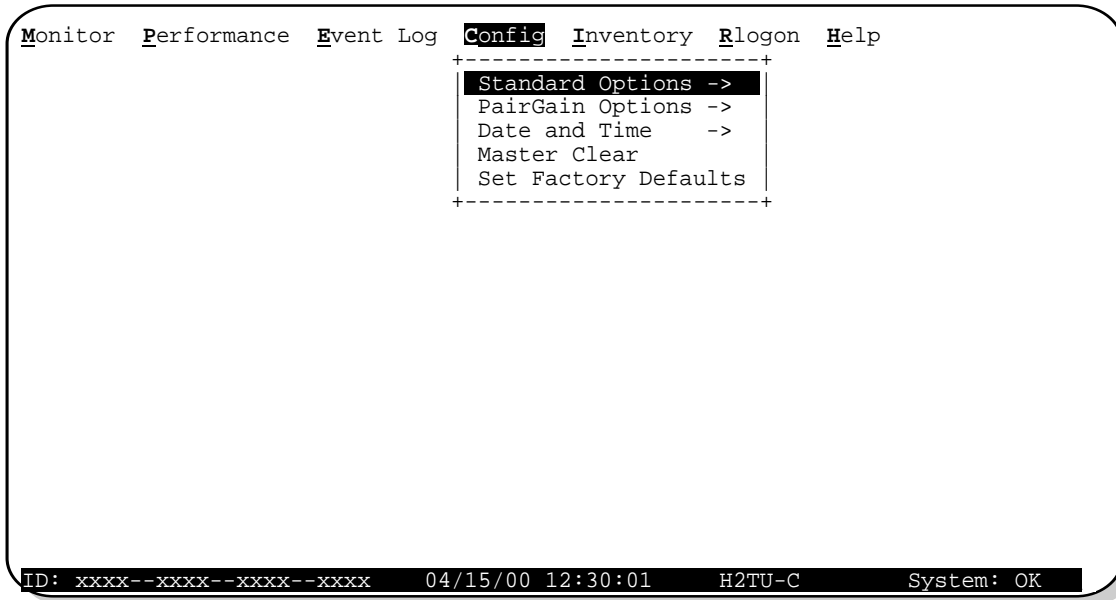 Monitor  Performance  Event Log  Config  Inventory  Rlogon  Help
Standard Options ->
PairGain Options ->
Date and Time    ->
Master Clear
Set Factory Defaults
ID: xxxx--xxxx--xxxx--xxxx    04/15/00 12:30:01     H2TU-C        System: OK